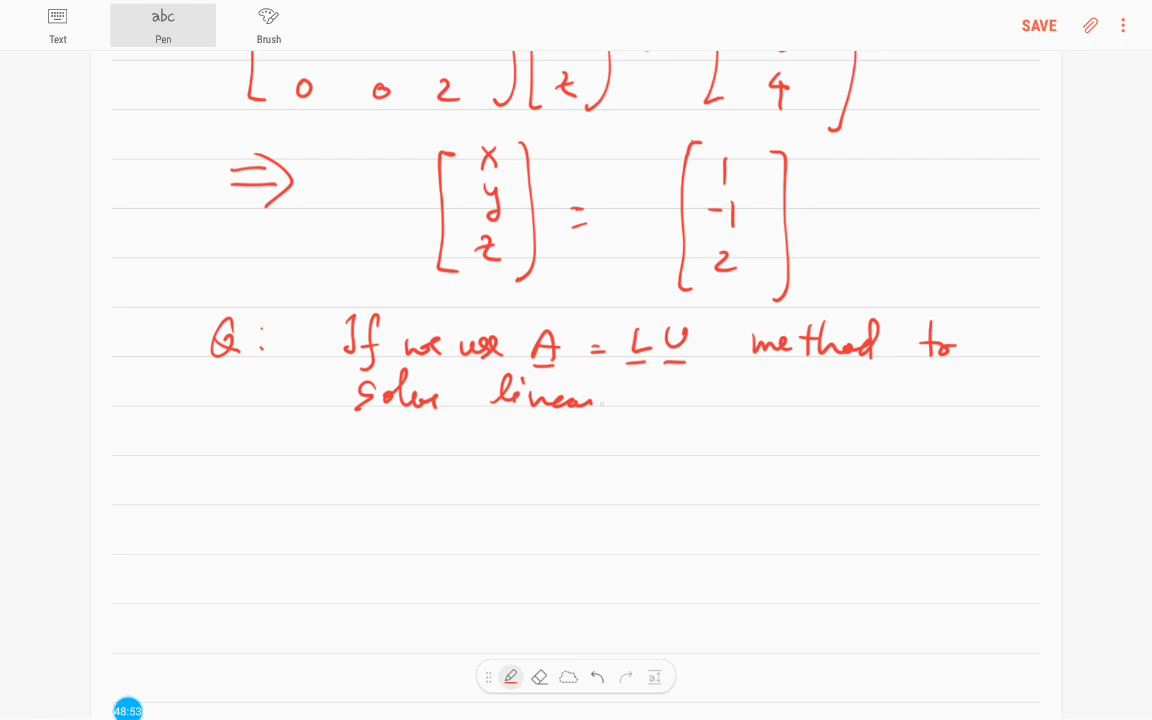 Text
abc
Pen
Brush
SAVE
0 0 2 z 4
⇒ [x y z] = [1 -1 2]
Q: If we use A = LU method to
solve linear
48:53